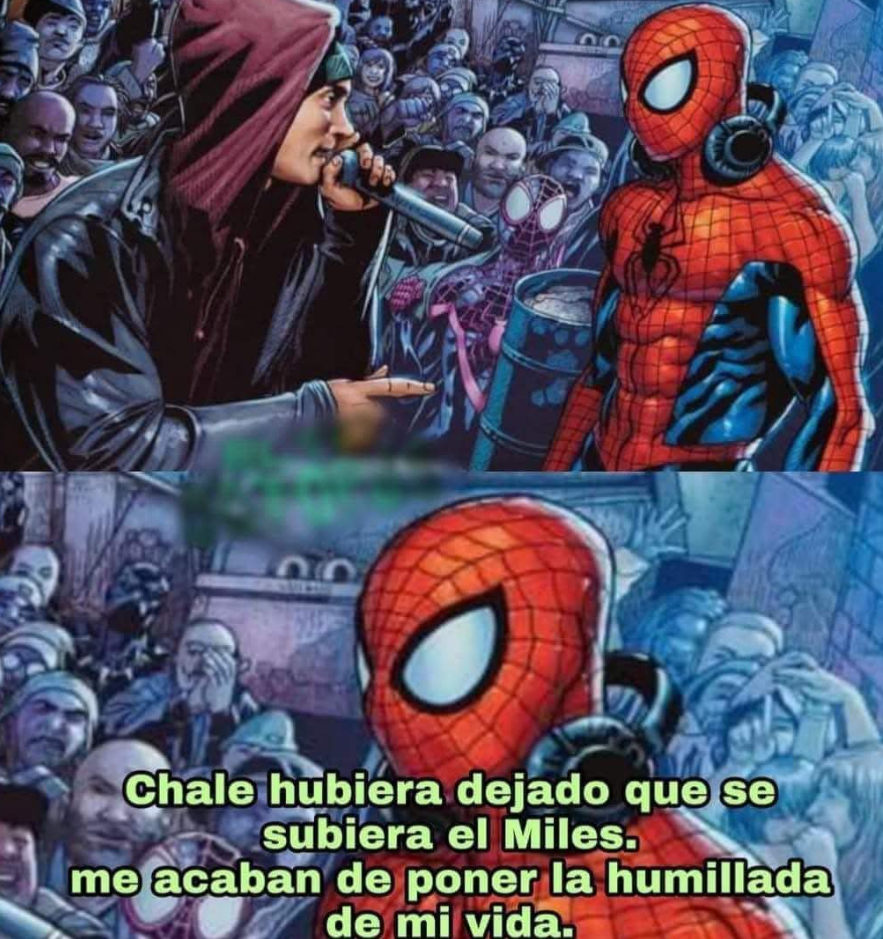 Chale hubiera dejado que se
subiera el Miles.
me acaban de poner la humillada
de mi vida.